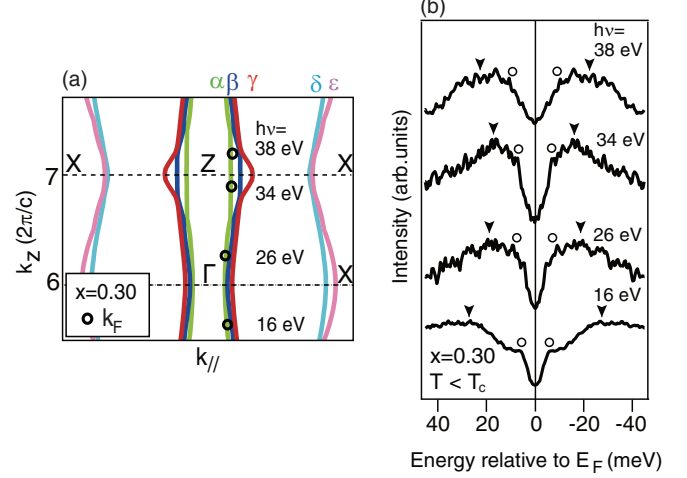 (a)
α β γ δ ε
hν=
38 eV
7 X Z X
34 eV
k_Z (2π/c)
26 eV
6 Γ X
x=0.30
k_F
16 eV
k_//
(b)
hν=
38 eV
34 eV
26 eV
16 eV
Intensity (arb.units)
x=0.30
T < T_c
40 20 0 -20 -40
Energy relative to E_F (meV)